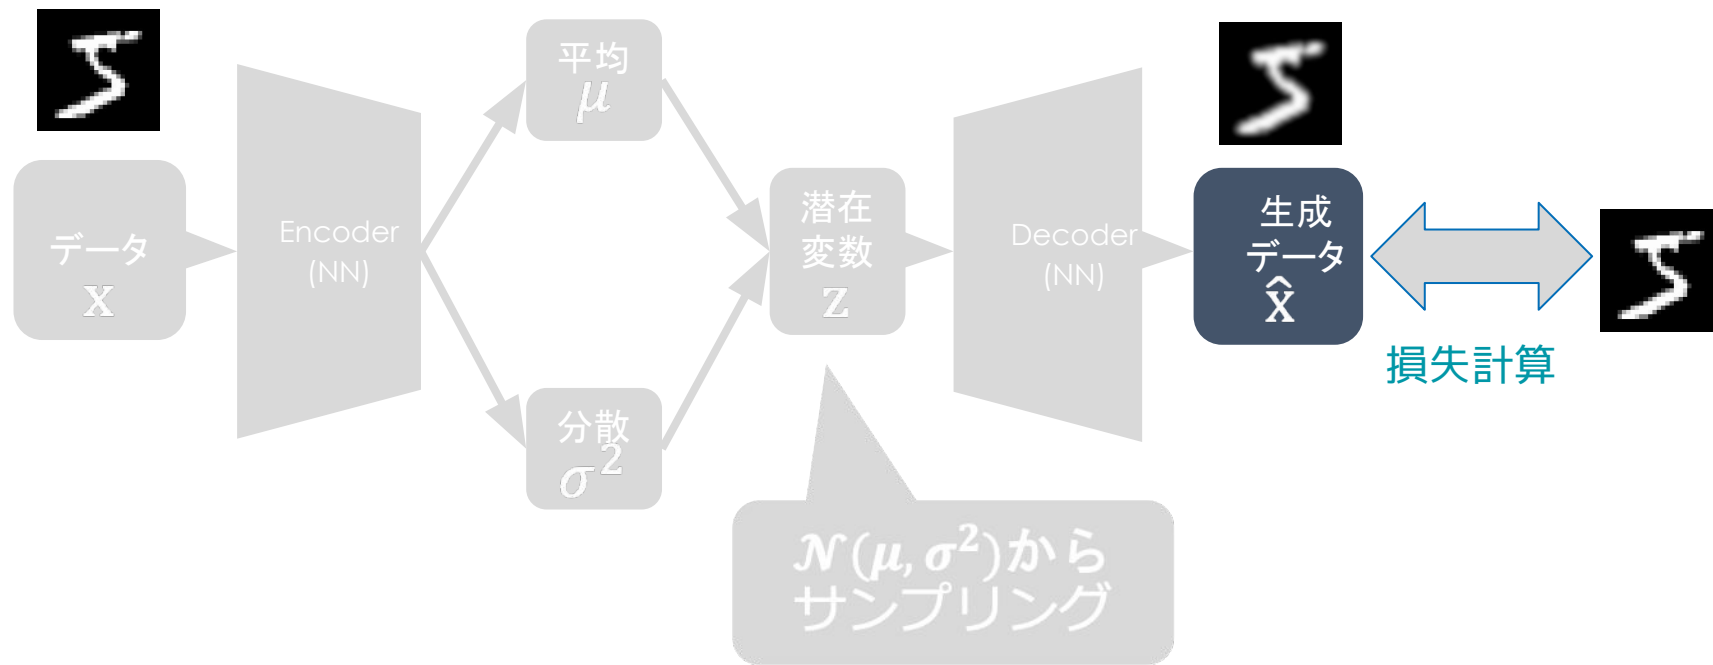 データ
x
Encoder
(NN)
平均
μ
分散
σ²
潜在
変数
z
𝒩(μ, σ²)から
サンプリング
Decoder
(NN)
生成
データ
x̂
損失計算